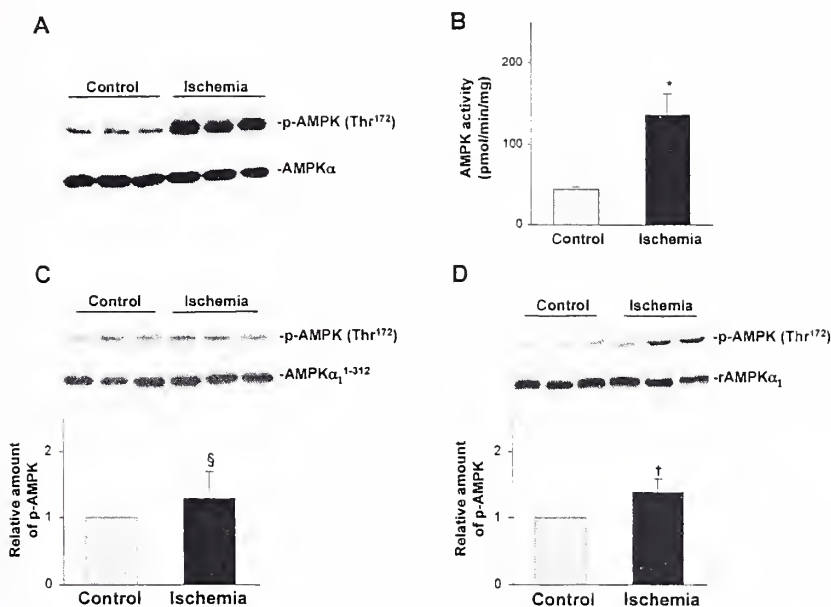 A
Control Ischemia
-p-AMPK (Thr172)
-AMPKα
B
AMPK activity
(pmol/min/mg)
200
100
0
*
Control Ischemia
C
Control Ischemia
-p-AMPK (Thr172)
-AMPKα1 1-312
Relative amount
of p-AMPK
2
1
0
§
Control Ischemia
D
Control Ischemia
-p-AMPK (Thr172)
-rAMPKα1
Relative amount
of p-AMPK
2
1
0
†
Control Ischemia